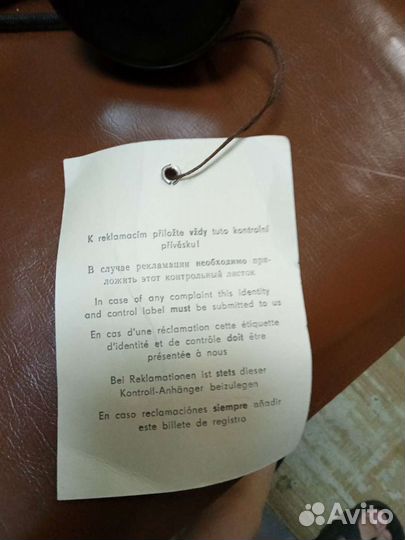 K reklamacím přiložte vždy tuto kontrolní
přívěsku!
В случае рекламации необходимо при-
ложить этот контрольный листок
In case of any complaint this identity
and control label must be submitted to us
En cas d'une réclamation cette étiquette
d'identité et de contrôle doit être
présentée à nous
Bei Reklamationen ist stets dieser
Kontroll-Anhänger beizulegen
En caso reclamaciónes siempre añadir
este billete de registro
Avito